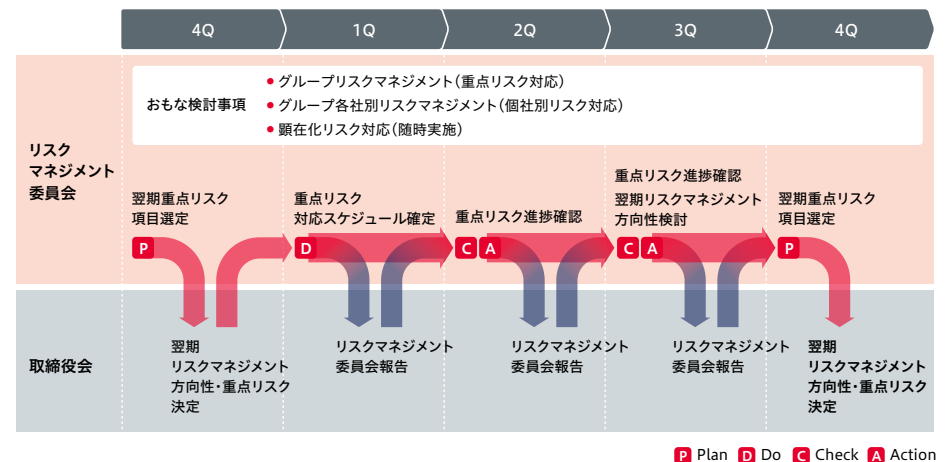 4Q
1Q
2Q
3Q
4Q
おもな検討事項
● グループリスクマネジメント（重点リスク対応）
● グループ各社別リスクマネジメント（個社別リスク対応）
● 顕在化リスク対応（随時実施）
リスク
マネジメント
委員会
翌期重点リスク
項目選定
P
重点リスク
対応スケジュール確定
D
重点リスク進捗確認
C A
重点リスク進捗確認
翌期リスクマネジメント
方向性検討
C A
翌期重点リスク
項目選定
P
取締役会
翌期
リスクマネジメント
方向性・重点リスク
決定
リスクマネジメント
委員会報告
リスクマネジメント
委員会報告
リスクマネジメント
委員会報告
翌期
リスクマネジメント
方向性・重点リスク
決定
P Plan D Do C Check A Action